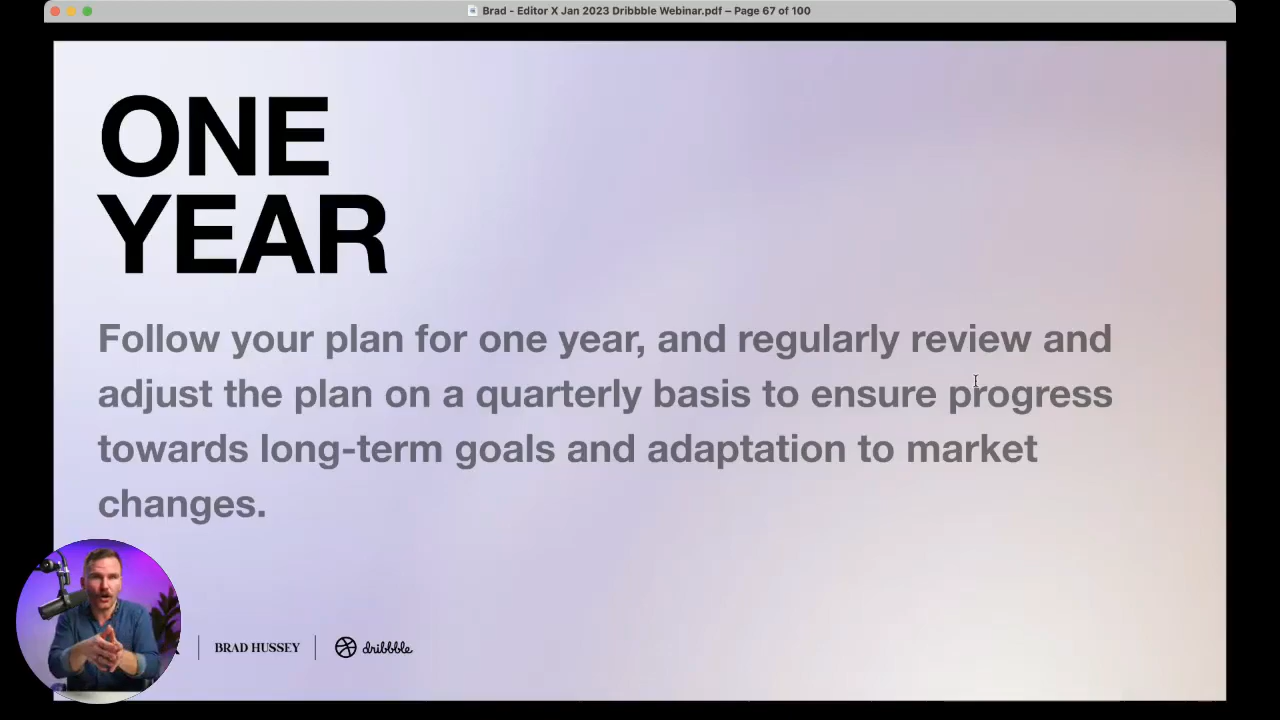 Brad - Editor X Jan 2023 Dribbble Webinar.pdf – Page 67 of 100
ONE
YEAR
Follow your plan for one year, and regularly review and
adjust the plan on a quarterly basis to ensure progress
towards long-term goals and adaptation to market
changes.
BRAD HUSSEY
dribbble